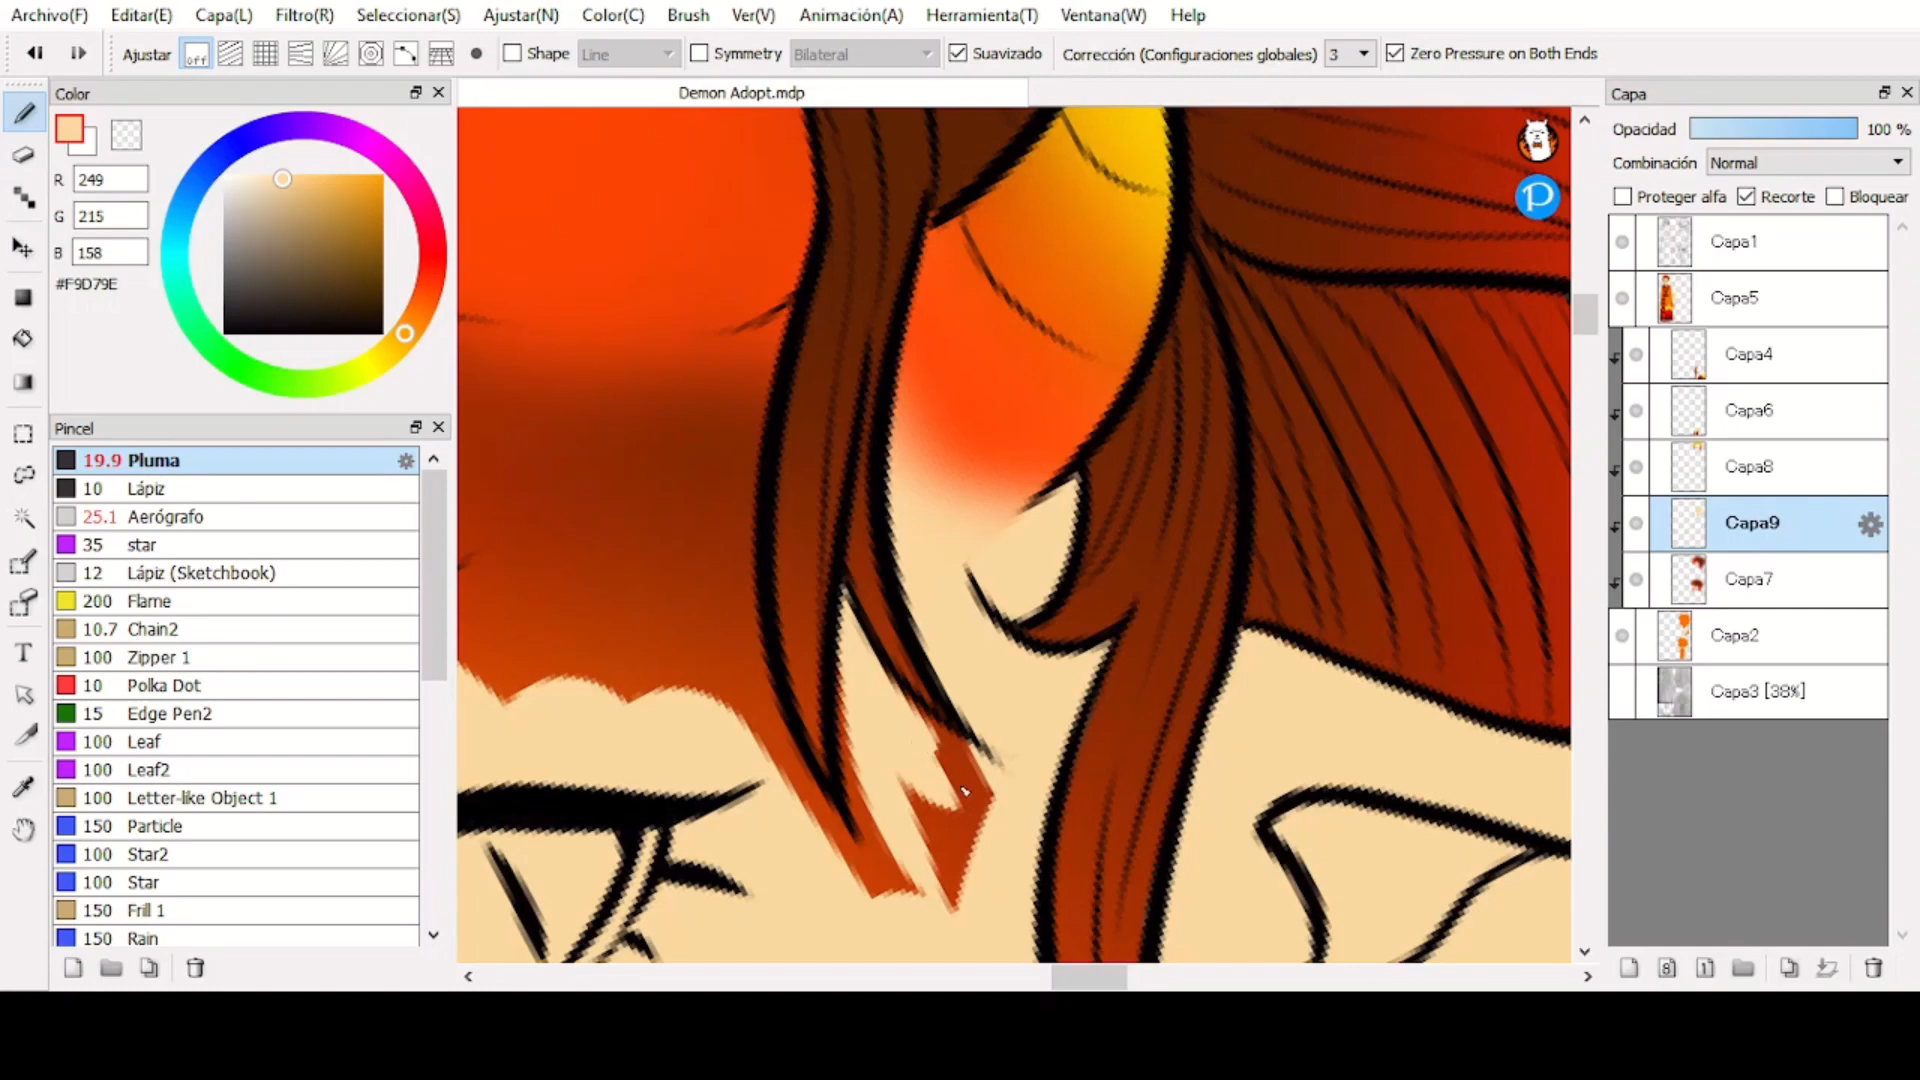 Archivo(F) Editar(E) Capa(L) Filtro(R) Seleccionar(S) Ajustar(N) Color(C) Brush Ver(V) Animación(A) Herramienta(T) Ventana(W) Help
Ajustar off Shape Line Symmetry Bilateral Suavizado Corrección (Configuraciones globales) 3 Zero Pressure on Both Ends
Color
R 249
G 215
B 158
#F9D79E
Pincel
19.9 Pluma
10 Lápiz
25.1 Aerógrafo
35 star
12 Lápiz (Sketchbook)
200 Flame
10.7 Chain2
100 Zipper 1
10 Polka Dot
15 Edge Pen2
100 Leaf
100 Leaf2
100 Letter-like Object 1
150 Particle
100 Star2
100 Star
150 Frill 1
150 Rain
Demon Adopt.mdp
P
Capa
Opacidad 100 %
Combinación Normal
Proteger alfa Recorte Bloquear
Capa1
Capa5
Capa4
Capa6
Capa8
Capa9
Capa7
Capa2
Capa3 [38%]
8 1
T